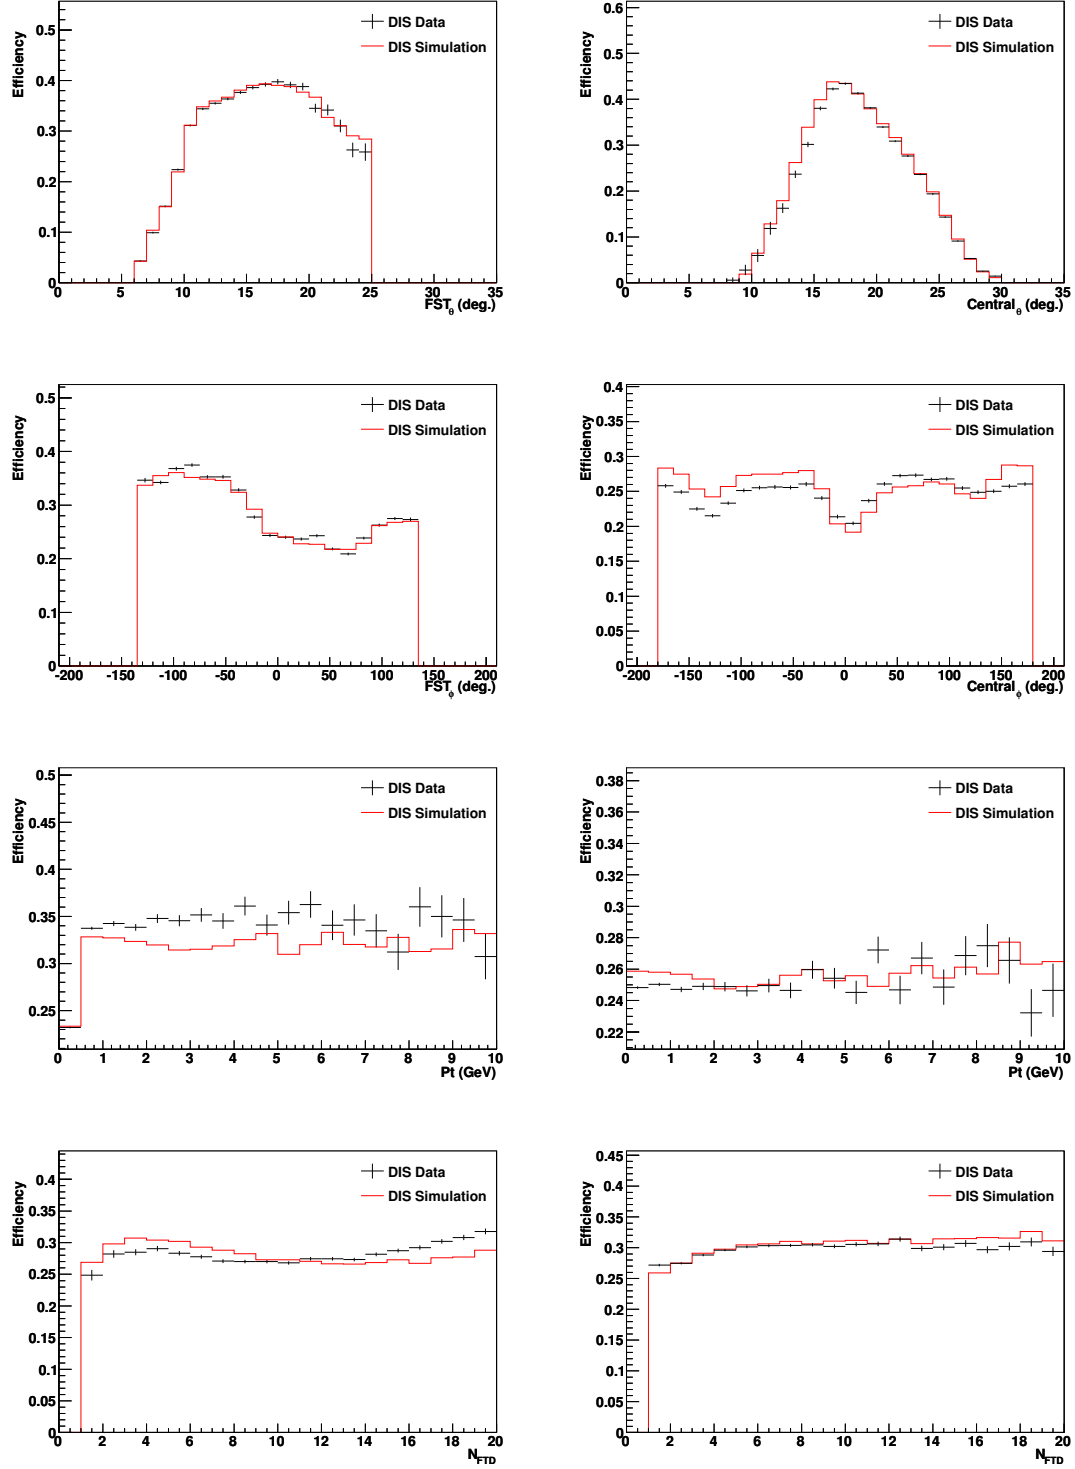 Efficiency
0.5
0.4
0.3
0.2
0.1
0
DIS Data
DIS Simulation
0 5 10 15 20 25 30 35
FSTθ (deg.)
Efficiency
0.6
0.5
0.4
0.3
0.2
0.1
0
DIS Data
DIS Simulation
0 5 10 15 20 25 30 35
Centralθ (deg.)
Efficiency
0.5
0.4
0.3
0.2
0.1
0
DIS Data
DIS Simulation
-200 -150 -100 -50 0 50 100 150 200
FSTϕ (deg.)
Efficiency
0.4
0.35
0.3
0.25
0.2
0.15
0.1
0.05
0
DIS Data
DIS Simulation
-200 -150 -100 -50 0 50 100 150 200
Centralϕ (deg.)
Efficiency
0.5
0.45
0.4
0.35
0.3
0.25
DIS Data
DIS Simulation
0 1 2 3 4 5 6 7 8 9 10
Pt (GeV)
Efficiency
0.38
0.36
0.34
0.32
0.3
0.28
0.26
0.24
0.22
DIS Data
DIS Simulation
0 1 2 3 4 5 6 7 8 9 10
Pt (GeV)
Efficiency
0.4
0.35
0.3
0.25
0.2
0.15
0.1
0.05
0
DIS Data
DIS Simulation
0 2 4 6 8 10 12 14 16 18 20
NFTD
Efficiency
0.45
0.4
0.35
0.3
0.25
0.2
0.15
0.1
0.05
0
DIS Data
DIS Simulation
0 2 4 6 8 10 12 14 16 18 20
NFTD